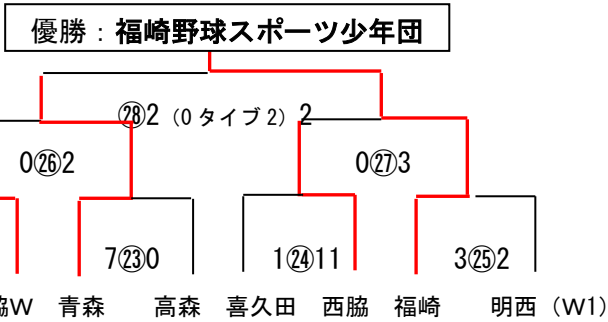 優勝：福崎野球スポーツ少年団
㉘2（0タイブ2）2
0㉖2 0㉗3
7㉓0 1㉔11 3㉕2
脇W 青森 高森 喜久田 西脇 福崎 明西（W1）